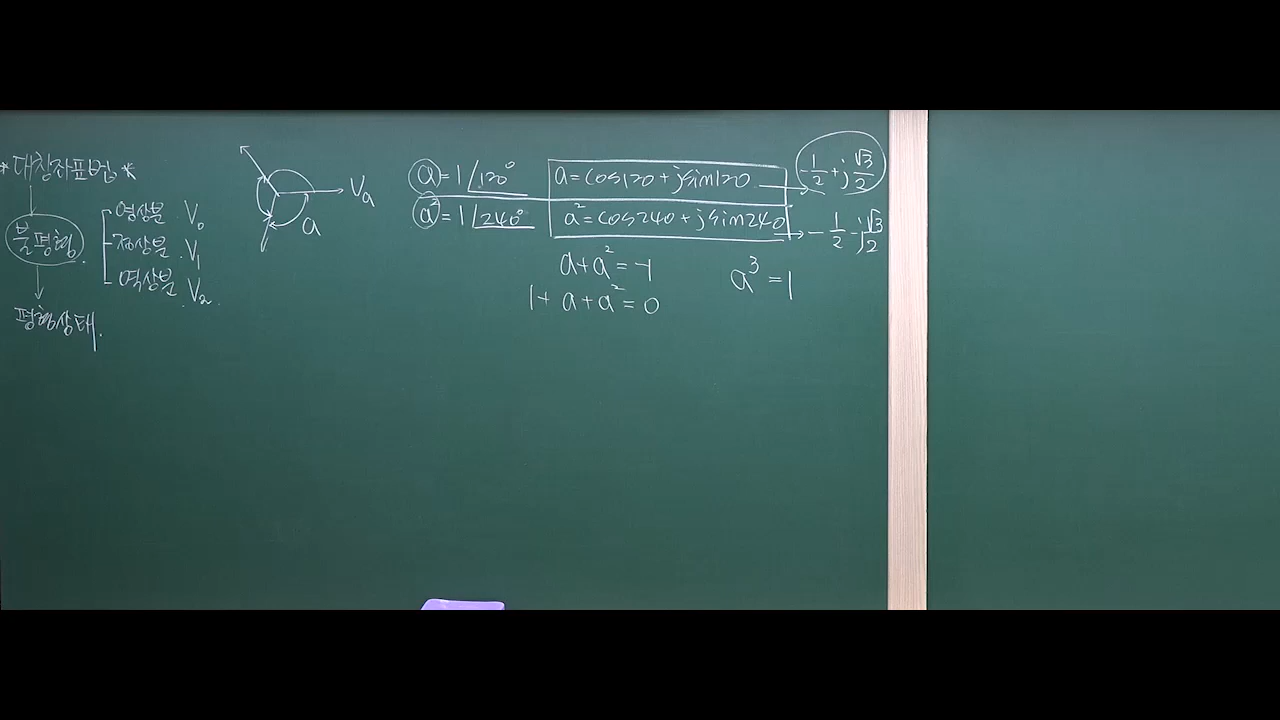 *대칭좌표법*
불평형.
평형상태.
영상분 V₀
정상분 V₁
역상분 V₂.
Vₐ
a
a=1∠120°
a²=1∠240°
a=cos120+jsin120 → -1/2+j√3/2
a²=cos240+jsin240 → -1/2-j√3/2
a+a²=-1
1+a+a²=0
a³=1